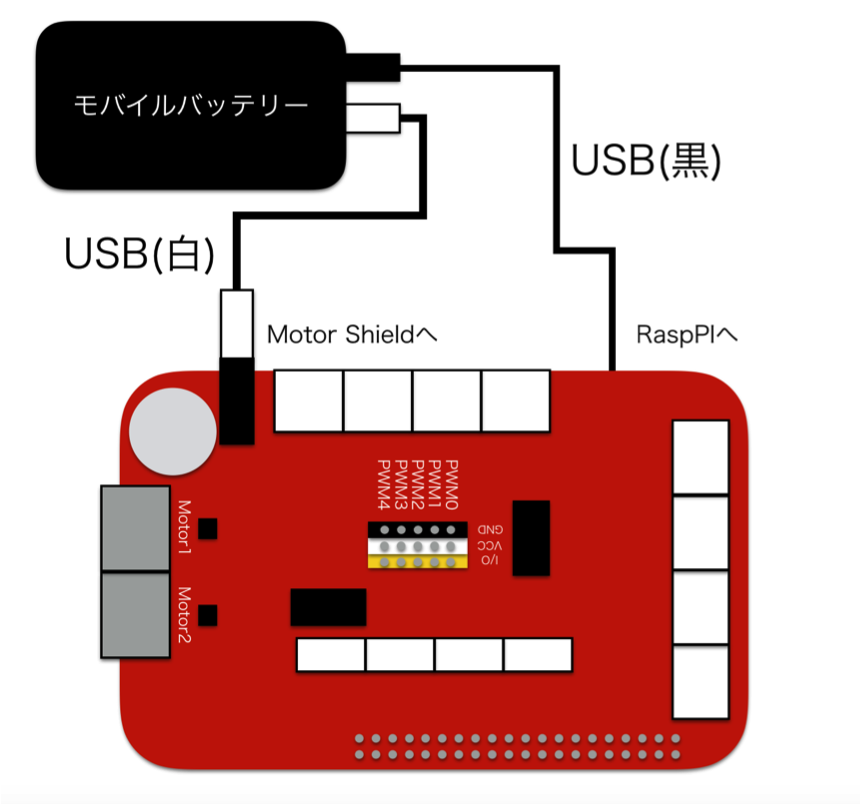 モバイルバッテリー
USB(黒)
USB(白)
Motor Shieldへ
RaspPIへ
PWM4
PWM3
PWM2
PWM1
PWM0
GND
VCC
I/O
Motor1
Motor2